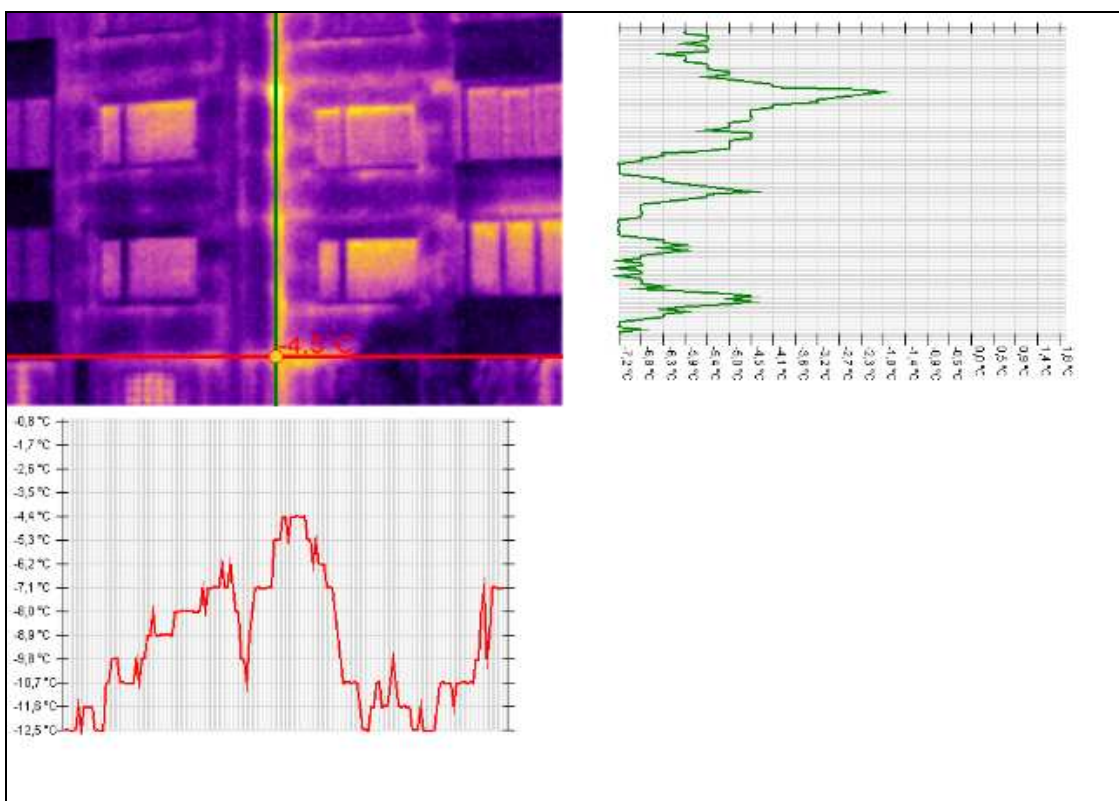 -4.5°C
-7,2 °C
-6,8 °C
-6,3 °C
-5,9 °C
-5,4 °C
-5,0 °C
-4,5 °C
-4,1 °C
-3,6 °C
-3,2 °C
-2,7 °C
-2,3 °C
-1,8 °C
-1,4 °C
-0,9 °C
-0,5 °C
0,0 °C
0,5 °C
0,9 °C
1,4 °C
1,8 °C
-0,8 °C
-1,7 °C
-2,6 °C
-3,5 °C
-4,4 °C
-5,3 °C
-6,2 °C
-7,1 °C
-8,0 °C
-8,9 °C
-9,8 °C
-10,7 °C
-11,6 °C
-12,5 °C